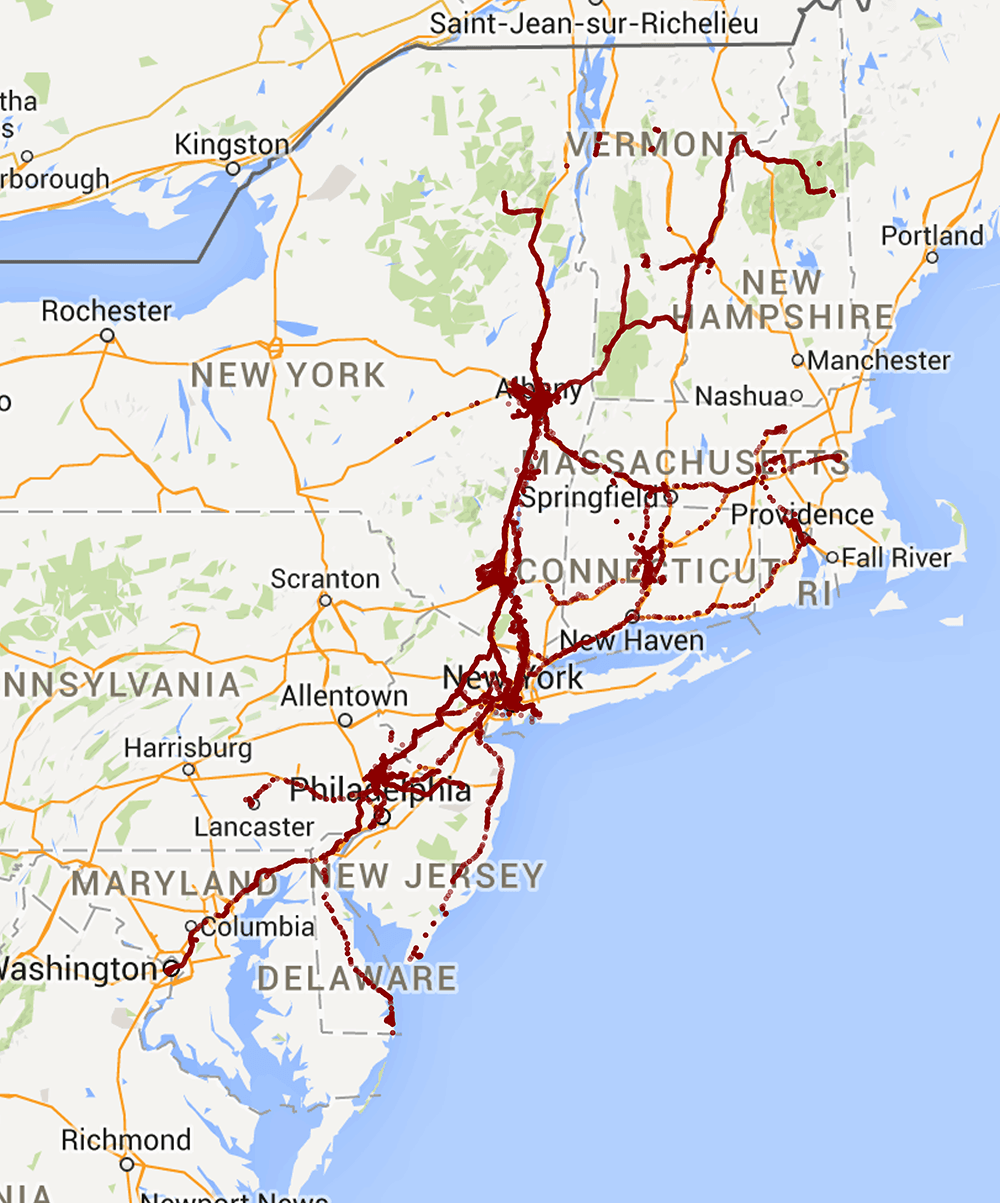 Saint-Jean-sur-Richelieu
tha
s
Kingston
VERMONT
rborough
Portland
NEW
HAMPSHIRE
Rochester
NEW YORK
Manchester
Albany
Nashua
o
MASSACHUSETTS
Springfield
Providence
CONNECTICUT
Fall River
Scranton
RI
New Haven
NNSYLVANIA
New York
Allentown
Harrisburg
Philadelphia
Lancaster
MARYLAND
NEW JERSEY
Columbia
Washington
DELAWARE
Richmond
NIA
Newport News